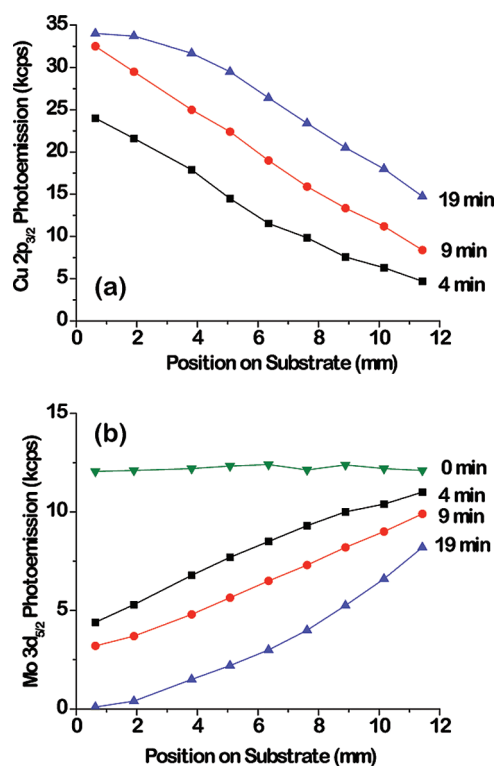 35
30
25
20
15
10
5
0
Cu 2p3/2 Photoemission (kcps)
(a)
19 min
9 min
4 min
0 2 4 6 8 10 12
Position on Substrate (mm)
15
10
5
0
Mo 3d5/2 Photoemission (kcps)
(b)
0 min
4 min
9 min
19 min
0 2 4 6 8 10 12
Position on Substrate (mm)